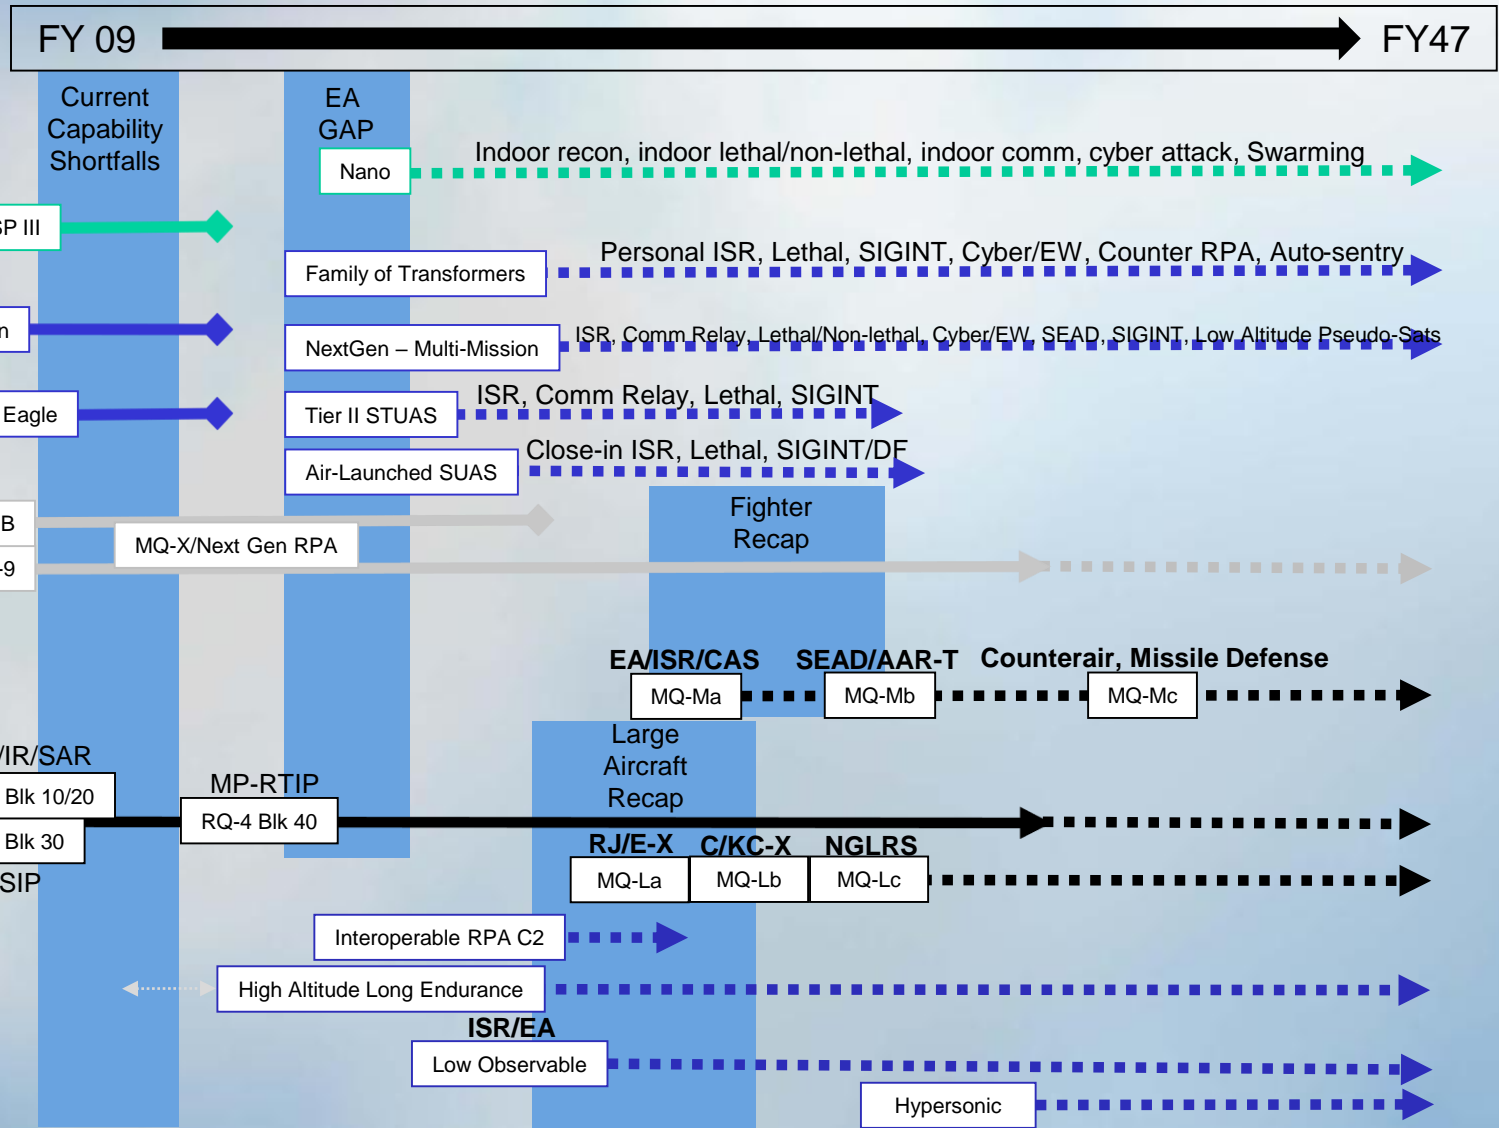 FY 09
FY47
Current
Capability
Shortfalls
EA
GAP
Indoor recon, indoor lethal/non-lethal, indoor comm, cyber attack, Swarming
Nano
SP III
Personal ISR, Lethal, SIGINT, Cyber/EW, Counter RPA, Auto-sentry
Family of Transformers
n
NextGen – Multi-Mission
ISR, Comm Relay, Lethal/Non-lethal, Cyber/EW, SEAD, SIGINT, Low Altitude Pseudo-Sats
Eagle
Tier II STUAS
ISR, Comm Relay, Lethal, SIGINT
Close-in ISR, Lethal, SIGINT/DF
Air-Launched SUAS
Fighter
Recap
B
MQ-X/Next Gen RPA
-9
EA/ISR/CAS
SEAD/AAR-T
Counterair, Missile Defense
MQ-Ma
MQ-Mb
MQ-Mc
Large
Aircraft
Recap
/IR/SAR
Blk 10/20
MP-RTIP
RQ-4 Blk 40
Blk 30
SIP
RJ/E-X
C/KC-X
NGLRS
MQ-La
MQ-Lb
MQ-Lc
Interoperable RPA C2
High Altitude Long Endurance
ISR/EA
Low Observable
Hypersonic